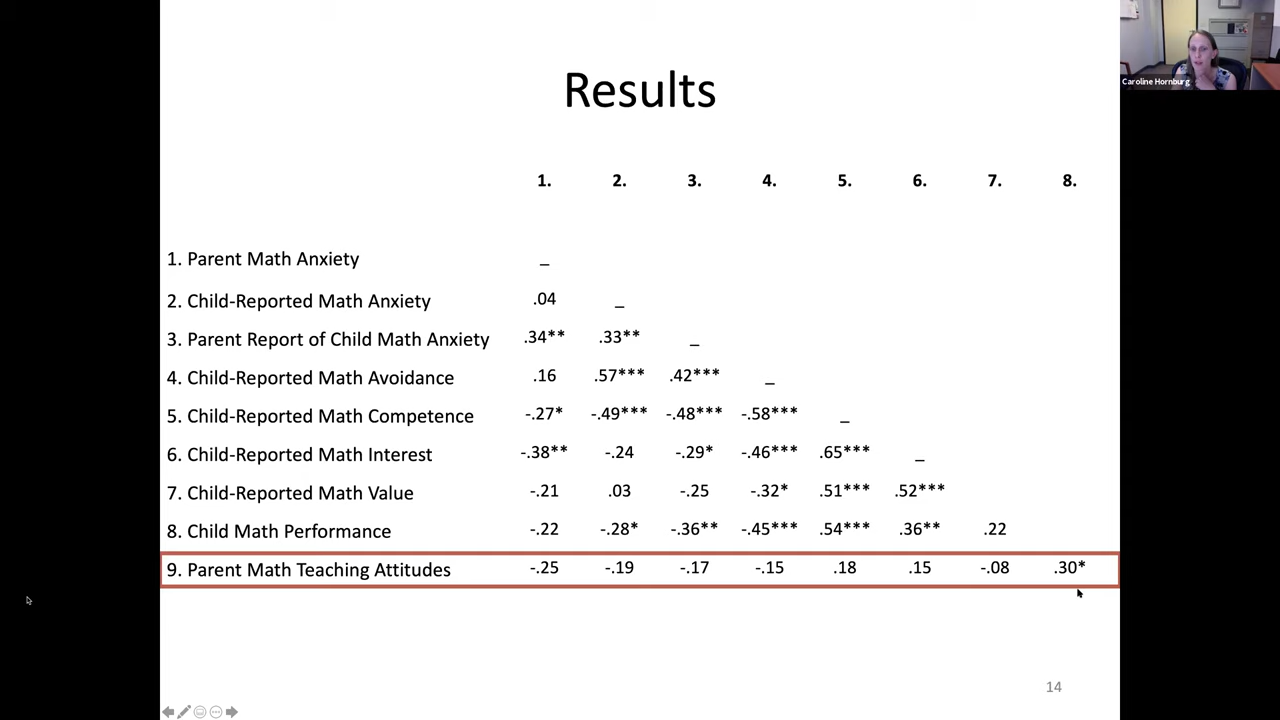 Caroline Hornburg
Results
1. 2. 3. 4. 5. 6. 7. 8.
1. Parent Math Anxiety _
2. Child-Reported Math Anxiety .04 _
3. Parent Report of Child Math Anxiety .34** .33** _
4. Child-Reported Math Avoidance .16 .57*** .42*** _
5. Child-Reported Math Competence -.27* -.49*** -.48*** -.58*** _
6. Child-Reported Math Interest -.38** -.24 -.29* -.46*** .65*** _
7. Child-Reported Math Value -.21 .03 -.25 -.32* .51*** .52***
8. Child Math Performance -.22 -.28* -.36** -.45*** .54*** .36** .22
9. Parent Math Teaching Attitudes -.25 -.19 -.17 -.15 .18 .15 -.08 .30*
14